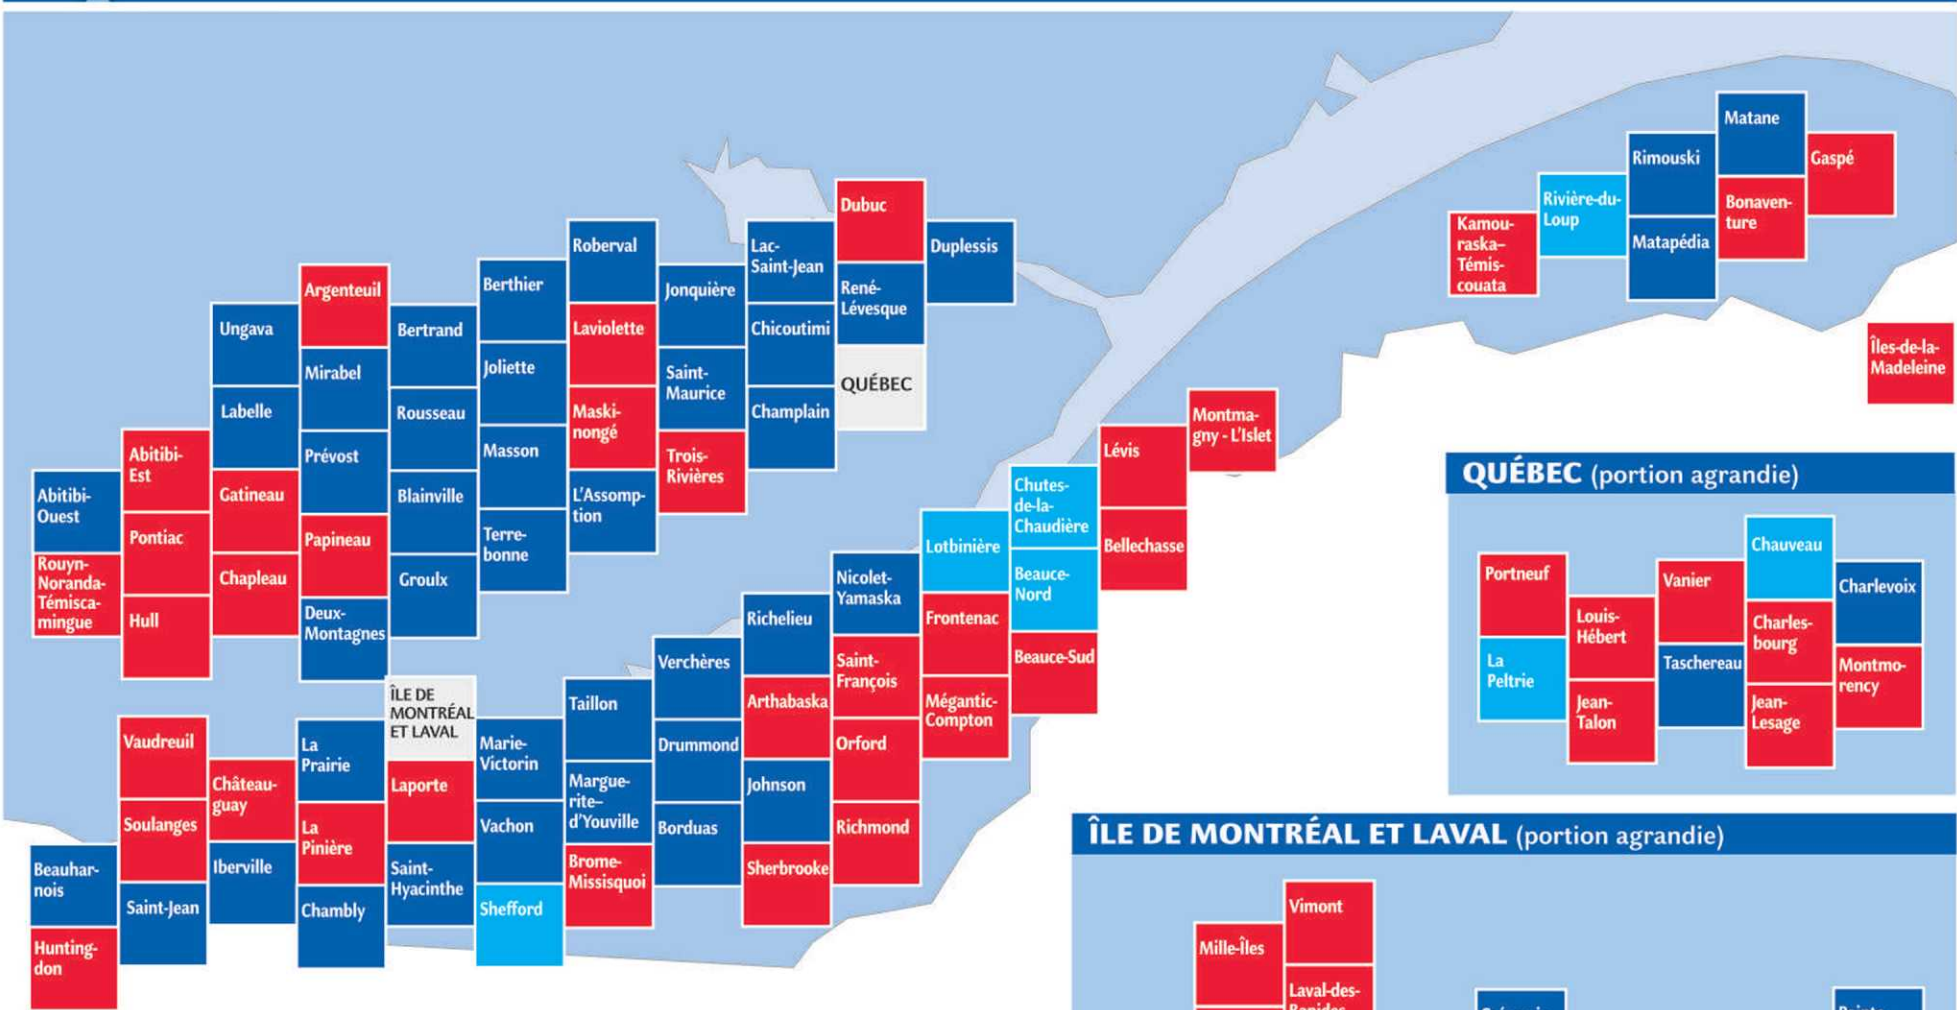 Matane
Rimouski
Gaspé
Rivière-du-
Loup
Bonaven-
ture
Kamou-
raska–
Témis-
couata
Matapédia
Îles-de-la-
Madeleine
Dubuc
Roberval
Lac-
Saint-Jean
Duplessis
Berthier
Jonquière
René-
Lévesque
Argenteuil
Ungava
Bertrand
Laviolette
Chicoutimi
Mirabel
Joliette
Saint-
Maurice
QUÉBEC
Labelle
Rousseau
Maski-
nongé
Champlain
Abitibi-
Est
Prévost
Masson
Trois-
Rivières
Abitibi-
Ouest
Gatineau
Blainville
L'Assomp-
tion
Pontiac
Papineau
Terre-
bonne
Rouyn-
Noranda-
Témisca-
mingue
Chapleau
Groulx
Hull
Deux-
Montagnes
Montma-
gny - L'Islet
Lévis
Chutes-
de-la-
Chaudière
Lotbinière
Bellechasse
Nicolet-
Yamaska
Beauce-
Nord
Richelieu
Frontenac
Verchères
Saint-
François
Beauce-Sud
ÎLE DE
MONTRÉAL
ET LAVAL
Taillon
Arthabaska
Mégantic-
Compton
Vaudreuil
La
Prairie
Marie-
Victorin
Drummond
Orford
Château-
guay
Laporte
Margue-
rite–
d'Youville
Johnson
Soulanges
La
Pinière
Vachon
Borduas
Richmond
Beauhar-
nois
Iberville
Saint-
Hyacinthe
Brome-
Missisquoi
Sherbrooke
Saint-Jean
Chambly
Shefford
Hunting-
don
QUÉBEC (portion agrandie)
Chauveau
Portneuf
Vanier
Charlevoix
Louis-
Hébert
Charles-
bourg
La
Peltrie
Taschereau
Montmo-
rency
Jean-
Talon
Jean-
Lesage
ÎLE DE MONTRÉAL ET LAVAL (portion agrandie)
Vimont
Mille-Îles
Laval-des-